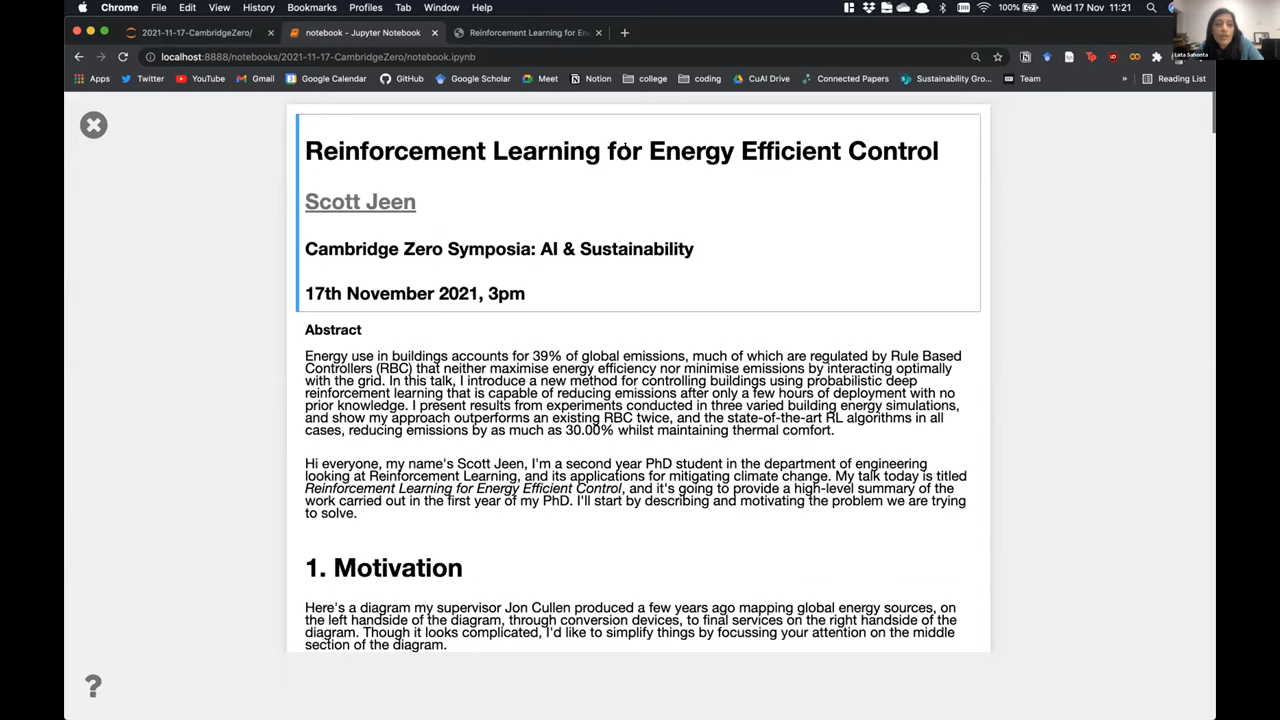 Chrome File Edit View History Bookmarks Profiles Tab Window Help 100% Wed 17 Nov 11:21
2021-11-17-CambridgeZero/ notebook - Jupyter Notebook Reinforcement Learning for En
localhost:8888/notebooks/2021-11-17-CambridgeZero/notebook.ipynb
Apps Twitter YouTube Gmail Google Calendar GitHub Google Scholar Meet Notion college coding CuAI Drive Connected Papers Sustainability Gro... Team » Reading List
Lata Sahonta
Reinforcement Learning for Energy Efficient Control
Scott Jeen
Cambridge Zero Symposia: AI & Sustainability
17th November 2021, 3pm
Abstract
Energy use in buildings accounts for 39% of global emissions, much of which are regulated by Rule Based
Controllers (RBC) that neither maximise energy efficiency nor minimise emissions by interacting optimally
with the grid. In this talk, I introduce a new method for controlling buildings using probabilistic deep
reinforcement learning that is capable of reducing emissions after only a few hours of deployment with no
prior knowledge. I present results from experiments conducted in three varied building energy simulations,
and show my approach outperforms an existing RBC twice, and the state-of-the-art RL algorithms in all
cases, reducing emissions by as much as 30.00% whilst maintaining thermal comfort.
Hi everyone, my name's Scott Jeen, I'm a second year PhD student in the department of engineering
looking at Reinforcement Learning, and its applications for mitigating climate change. My talk today is titled
Reinforcement Learning for Energy Efficient Control, and it's going to provide a high-level summary of the
work carried out in the first year of my PhD. I'll start by describing and motivating the problem we are trying
to solve.
1. Motivation
Here's a diagram my supervisor Jon Cullen produced a few years ago mapping global energy sources, on
the left handside of the diagram, through conversion devices, to final services on the right handside of the
diagram. Though it looks complicated, I'd like to simplify things by focussing your attention on the middle
section of the diagram.
?